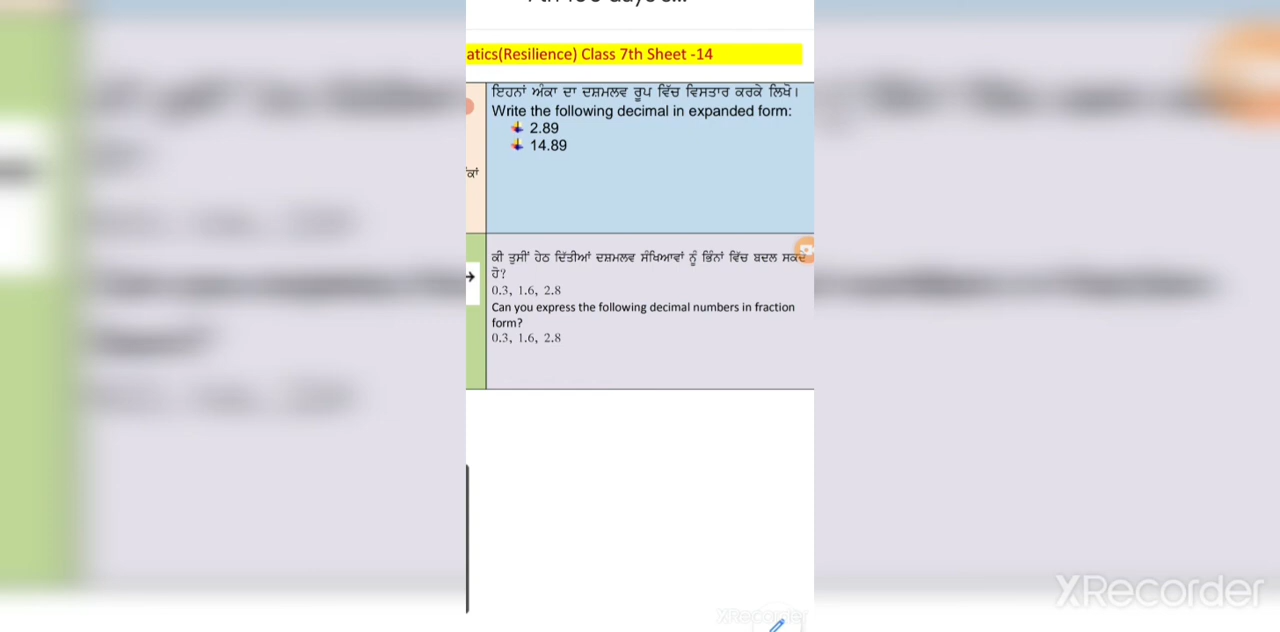 atics(Resilience) Class 7th Sheet -14
ਇਹਨਾਂ ਅੰਕਾ ਦਾ ਦਸ਼ਮਲਵ ਰੂਪ ਵਿੱਚ ਵਿਸਤਾਰ ਕਰਕੇ ਲਿਖੋ।
Write the following decimal in expanded form:
2.89
14.89
ਕੀ ਤੁਸੀਂ ਹੇਠ ਦਿੱਤੀਆਂ ਦਸ਼ਮਲਵ ਸੰਖਿਆਵਾਂ ਨੂੰ ਭਿੰਨਾਂ ਵਿੱਚ ਬਦਲ ਸਕਦੇ
ਹੋ?
0.3, 1.6, 2.8
Can you express the following decimal numbers in fraction
form?
0.3, 1.6, 2.8
XRecorder
XRecorder